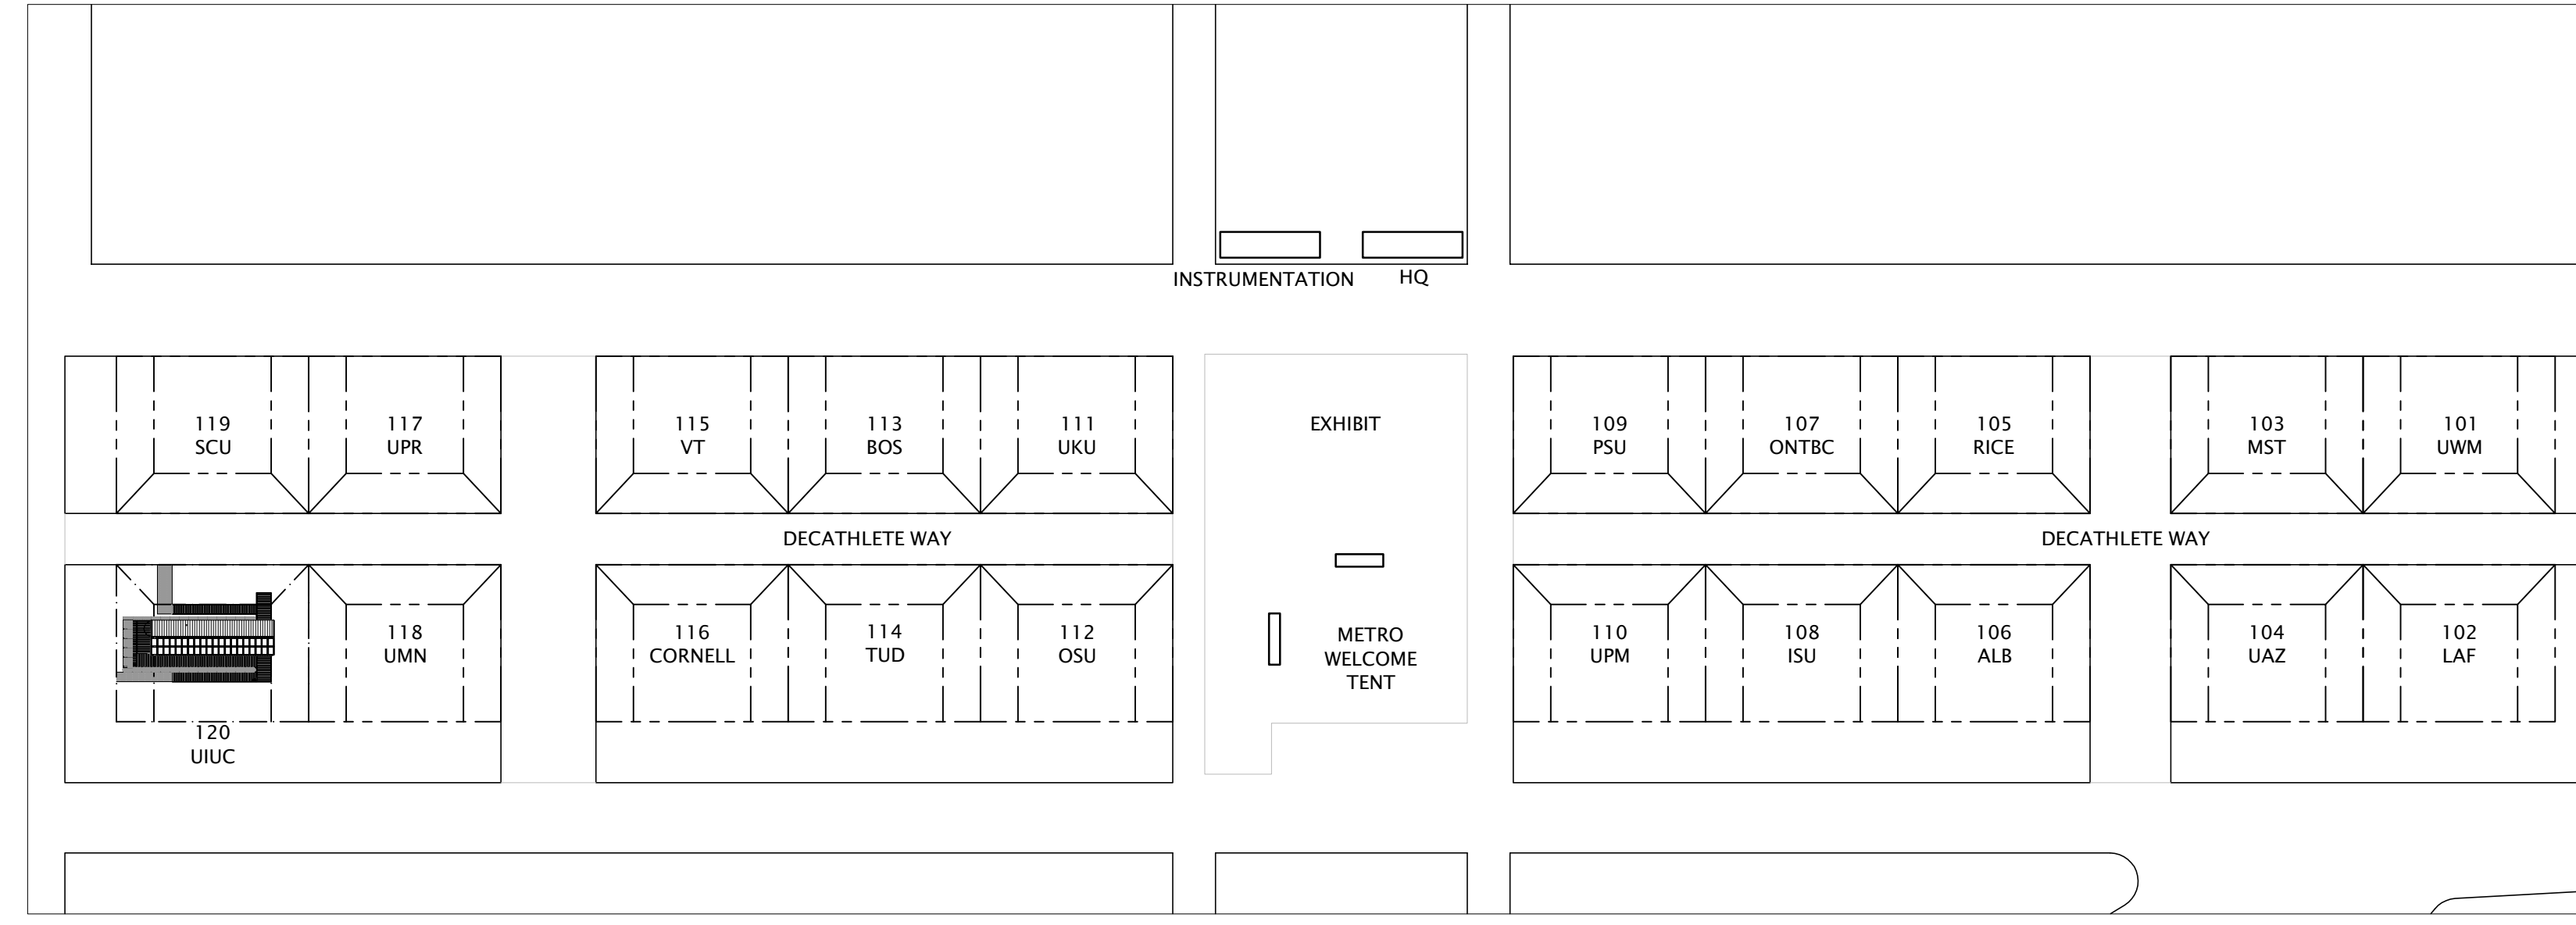 INSTRUMENTATION
HQ
119
SCU
117
UPR
115
VT
113
BOS
111
UKU
EXHIBIT
109
PSU
107
ONTBC
105
RICE
103
MST
101
UWM
DECATHLETE WAY
DECATHLETE WAY
118
UMN
116
CORNELL
114
TUD
112
OSU
METRO
WELCOME
TENT
110
UPM
108
ISU
106
ALB
104
UAZ
102
LAF
120
UIUC